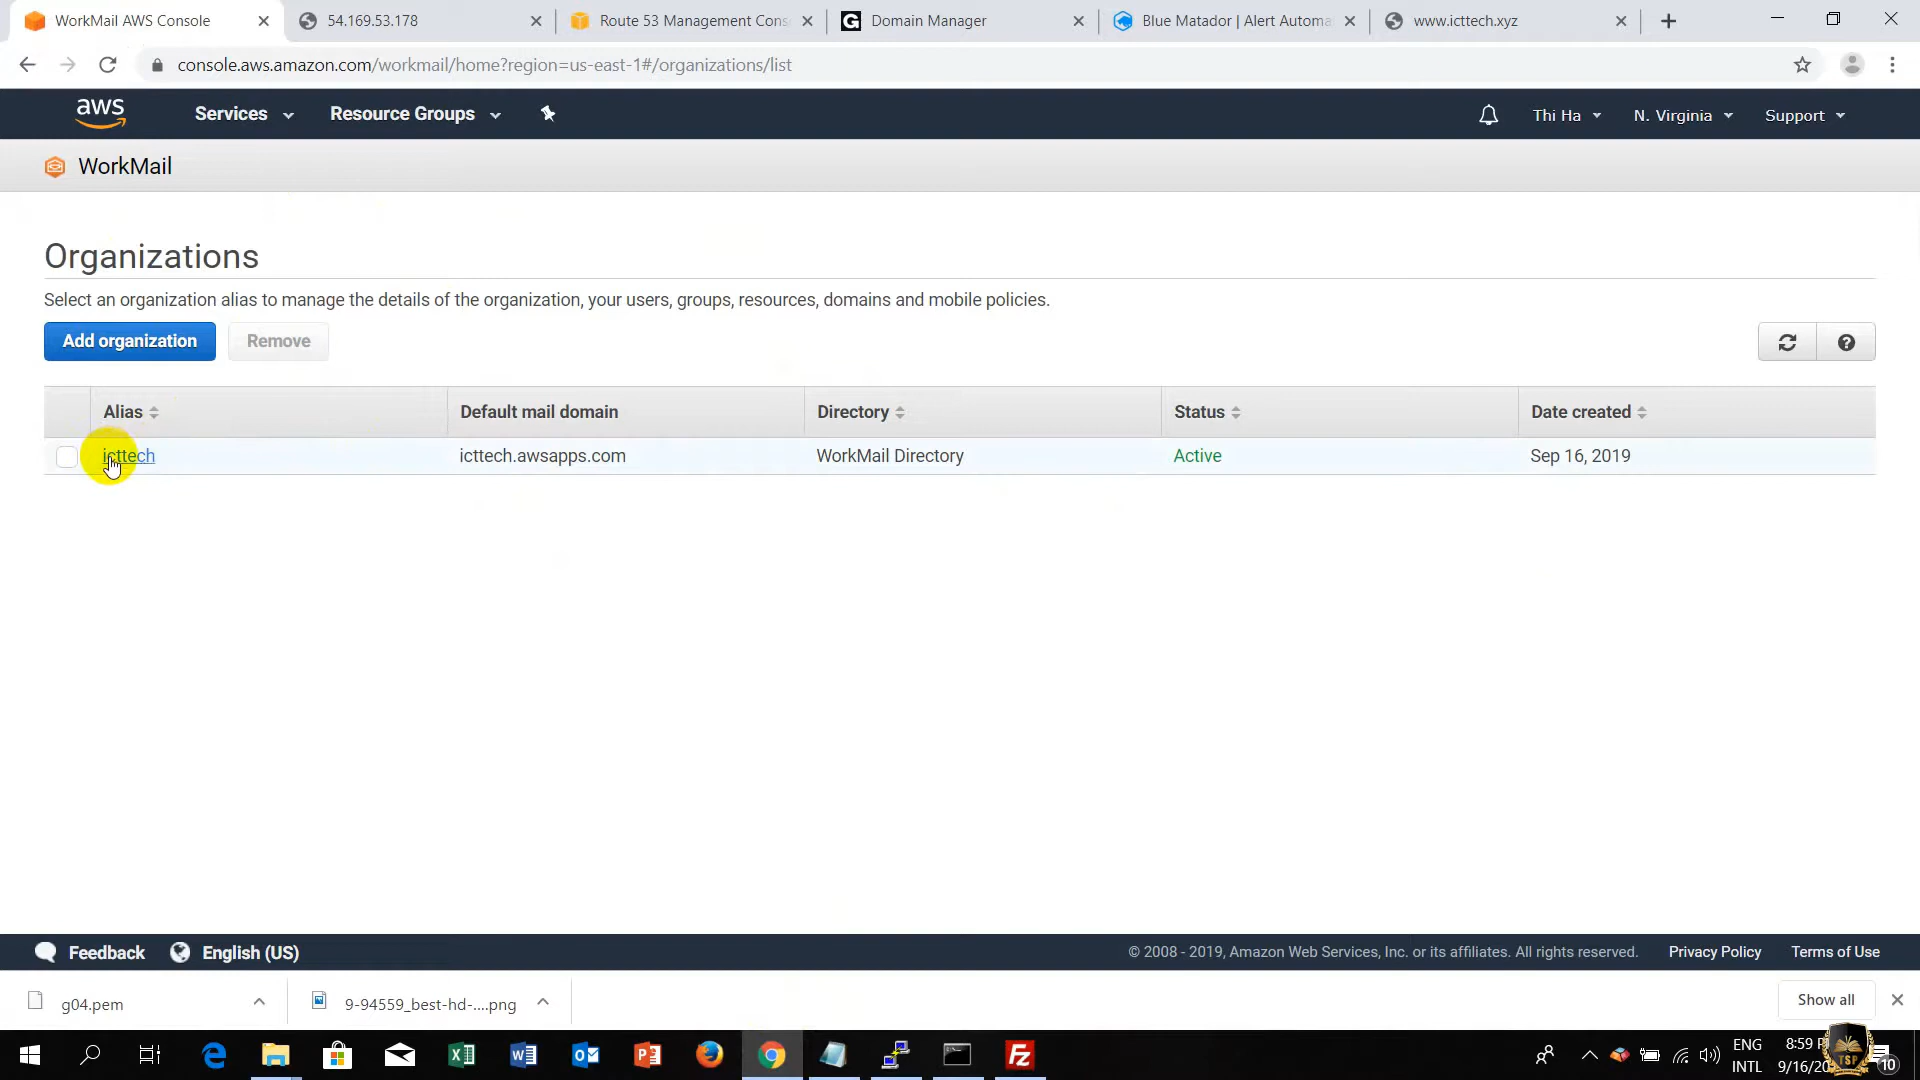 WorkMail AWS Console
54.169.53.178
Route 53 Management Cons
Domain Manager
Blue Matador | Alert Automa
www.icttech.xyz
console.aws.amazon.com/workmail/home?region=us-east-1#/organizations/list
aws
Services
Resource Groups
Thi Ha
N. Virginia
Support
WorkMail
Organizations
Select an organization alias to manage the details of the organization, your users, groups, resources, domains and mobile policies.
Add organization
Remove
Alias
Default mail domain
Directory
Status
Date created
icttech
icttech.awsapps.com
WorkMail Directory
Active
Sep 16, 2019
Feedback
English (US)
© 2008 - 2019, Amazon Web Services, Inc. or its affiliates. All rights reserved.
Privacy Policy
Terms of Use
g04.pem
9-94559_best-hd-....png
Show all
ENG
INTL
8:59
9/16/20
TSP
10